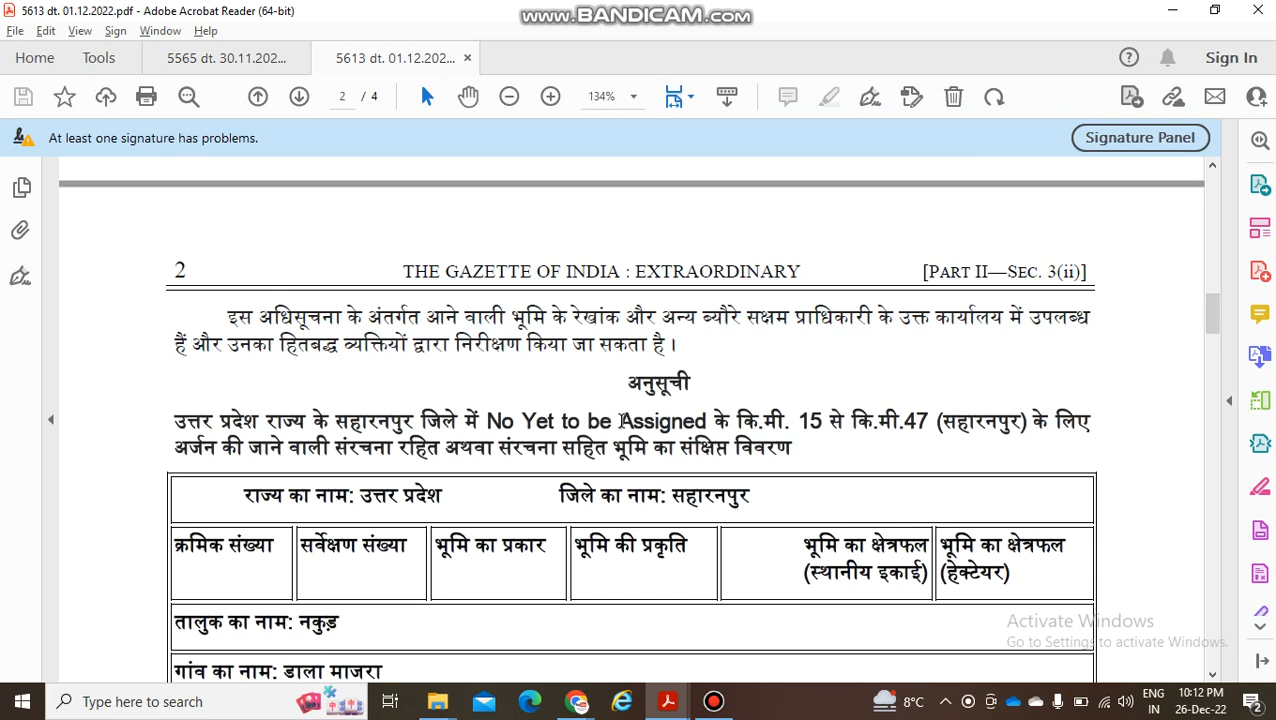 5613 dt. 01.12.2022.pdf - Adobe Acrobat Reader (64-bit)
www.BANDICAM.com
File Edit View Sign Window Help
Home Tools 5565 dt. 30.11.202... 5613 dt. 01.12.202... × Sign In
2 / 4 134%
At least one signature has problems. Signature Panel
2 THE GAZETTE OF INDIA : EXTRAORDINARY [PART II—SEC. 3(ii)]
इस अधिसूचना के अंतर्गत आने वाली भूमि के रेखांक और अन्य ब्यौरे सक्षम प्राधिकारी के उक्त कार्यालय में उपलब्ध
हैं और उनका हितबद्ध व्यक्तियों द्वारा निरीक्षण किया जा सकता है ।
अनुसूची
उत्तर प्रदेश राज्य के सहारनपुर जिले में No Yet to be Assigned के कि.मी. 15 से कि.मी.47 (सहारनपुर) के लिए
अर्जन की जाने वाली संरचना रहित अथवा संरचना सहित भूमि का संक्षिप्त विवरण
राज्य का नाम: उत्तर प्रदेश जिले का नाम: सहारनपुर
क्रमिक संख्या सर्वेक्षण संख्या भूमि का प्रकार भूमि की प्रकृति भूमि का क्षेत्रफल भूमि का क्षेत्रफल
(स्थानीय इकाई) (हेक्टेयर)
तालुक का नाम: नकुड़
गांव का नाम: डाला माजरा
Activate Windows
Go to Settings to activate Windows.
Type here to search 8°C ENG 10:12 PM
IN 26-Dec-22 2